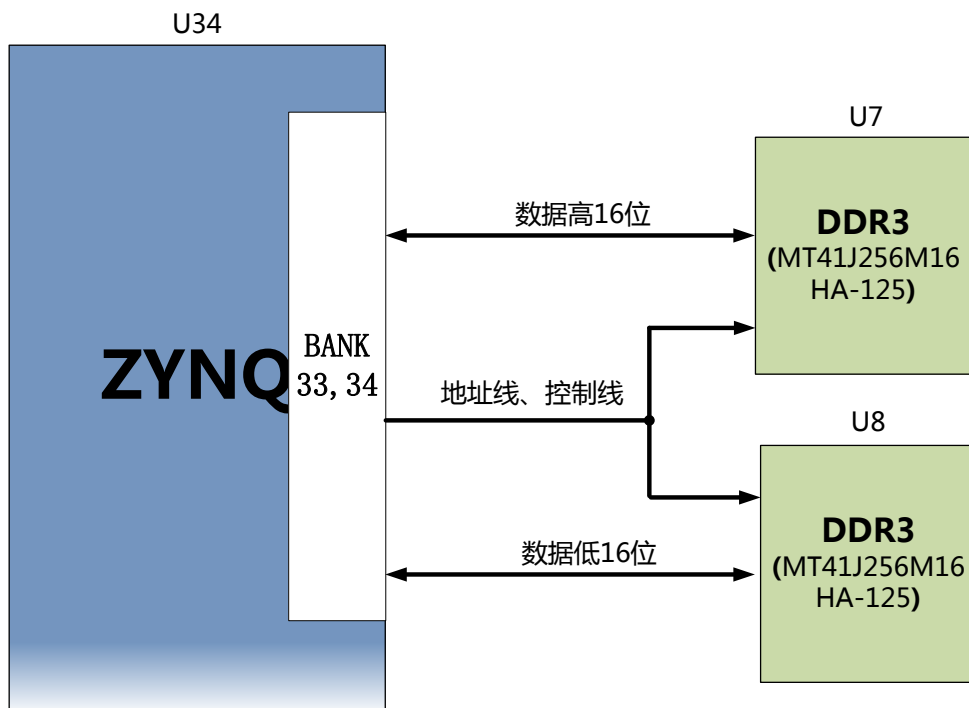 U34
U7
数据高16位
DDR3
(MT41J256M16
HA-125)
ZYNQ
BANK
33,34
地址线、控制线
U8
数据低16位
DDR3
(MT41J256M16
HA-125)